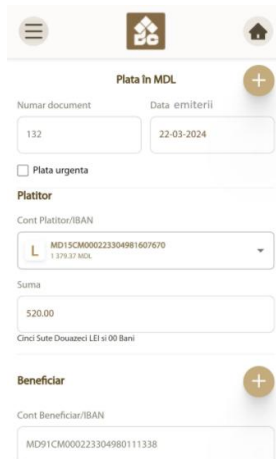 Plata în MDL
Numar document
Data emiterii
132
22-03-2024
Plata urgenta
Platitor
Cont Platitor/IBAN
L
MD15CM000223304981607670
1 379.37 MDL
Suma
520.00
Cinci Sute Douazeci LEI si 00 Bani
Beneficiar
Cont Beneficiar/IBAN
MD91CM000223304980111338